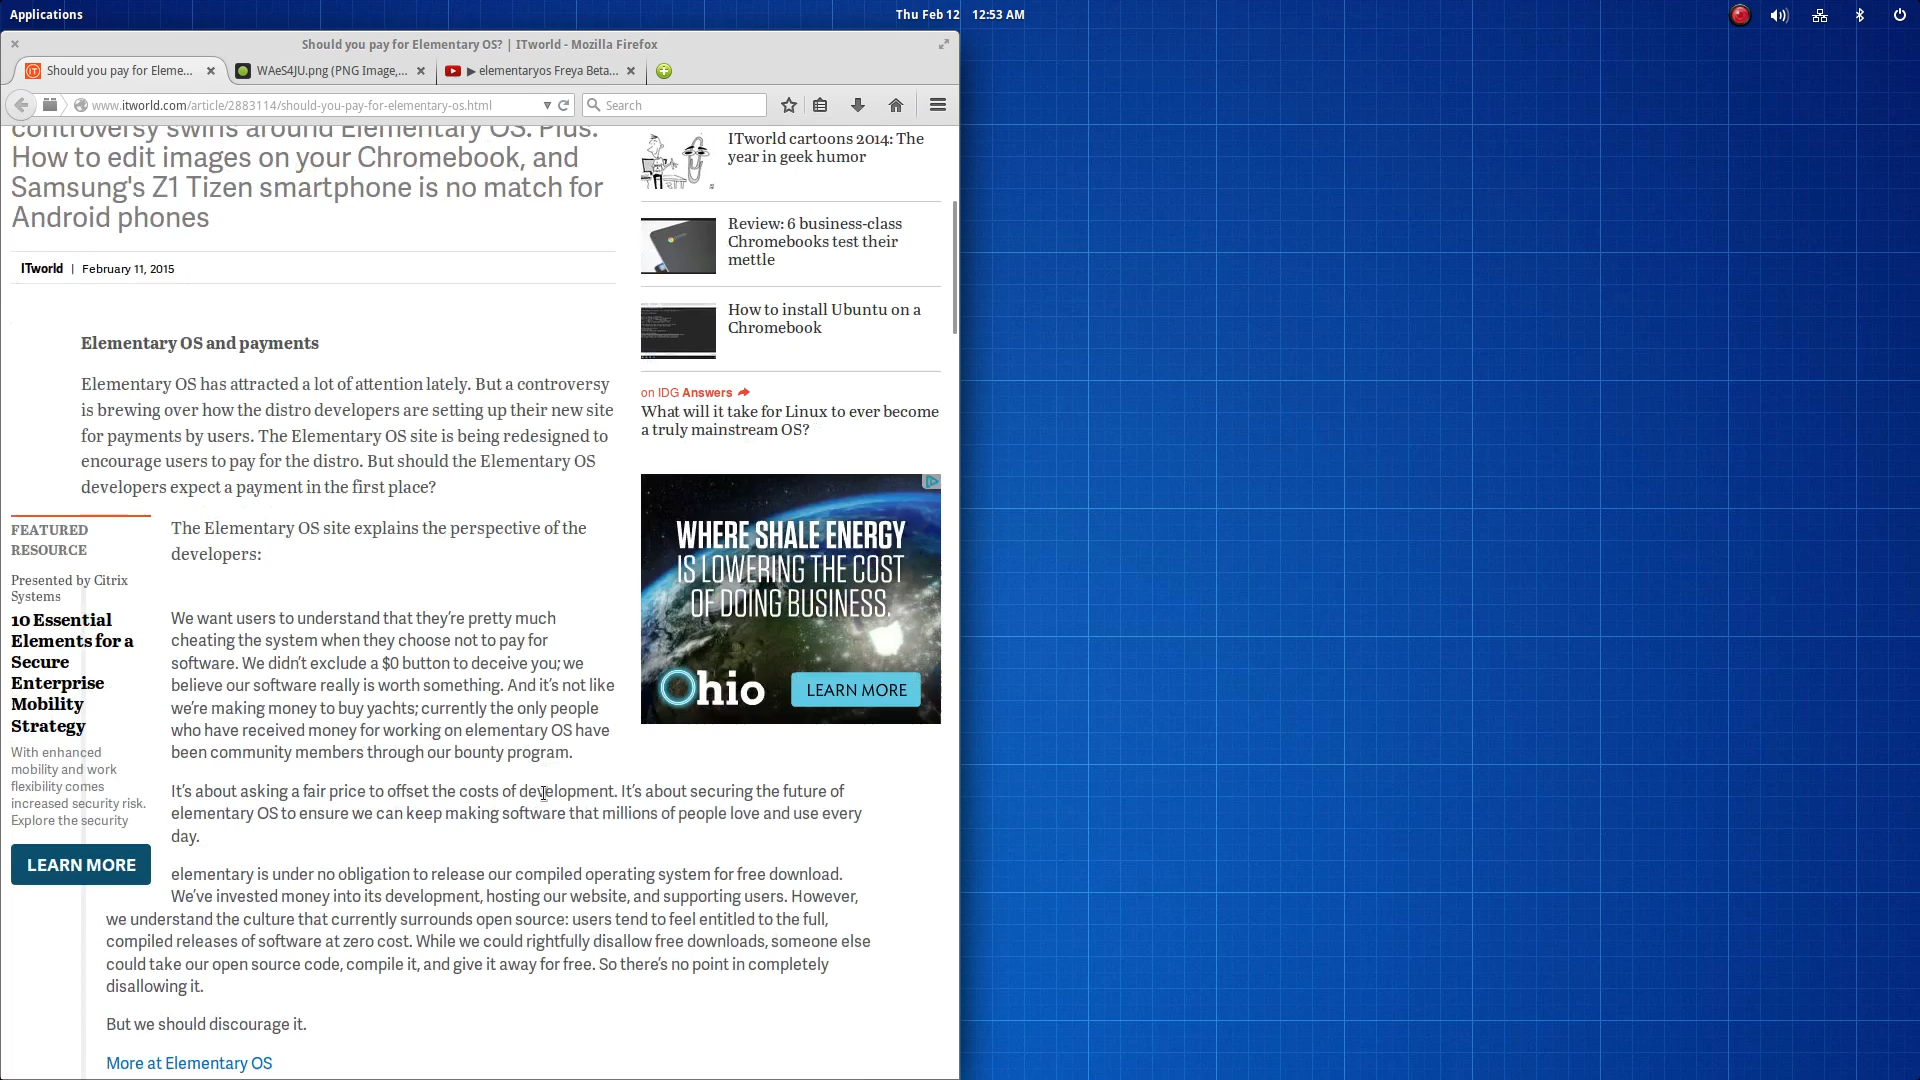 Applications
Thu Feb 12 12:53 AM
Should you pay for Elementary OS? | ITworld - Mozilla Firefox
Should you pay for Eleme...
WAeS4JU.png (PNG Image,...
▶ elementaryos Freya Beta...
www.itworld.com/article/2883114/should-you-pay-for-elementary-os.html
Search
controversy swirls around Elementary OS. Plus:
How to edit images on your Chromebook, and
Samsung's Z1 Tizen smartphone is no match for
Android phones
ITworld | February 11, 2015
Elementary OS and payments
Elementary OS has attracted a lot of attention lately. But a controversy
is brewing over how the distro developers are setting up their new site
for payments by users. The Elementary OS site is being redesigned to
encourage users to pay for the distro. But should the Elementary OS
developers expect a payment in the first place?
FEATURED
RESOURCE
Presented by Citrix
Systems
10 Essential
Elements for a
Secure
Enterprise
Mobility
Strategy
With enhanced
mobility and work
flexibility comes
increased security risk.
Explore the security
LEARN MORE
The Elementary OS site explains the perspective of the
developers:
We want users to understand that they’re pretty much
cheating the system when they choose not to pay for
software. We didn’t exclude a $0 button to deceive you; we
believe our software really is worth something. And it’s not like
we’re making money to buy yachts; currently the only people
who have received money for working on elementary OS have
been community members through our bounty program.
It’s about asking a fair price to offset the costs of development. It’s about securing the future of
elementary OS to ensure we can keep making software that millions of people love and use every
day.
elementary is under no obligation to release our compiled operating system for free download.
We’ve invested money into its development, hosting our website, and supporting users. However,
we understand the culture that currently surrounds open source: users tend to feel entitled to the full,
compiled releases of software at zero cost. While we could rightfully disallow free downloads, someone else
could take our open source code, compile it, and give it away for free. So there’s no point in completely
disallowing it.
But we should discourage it.
More at Elementary OS
ITworld cartoons 2014: The
year in geek humor
Review: 6 business-class
Chromebooks test their
mettle
How to install Ubuntu on a
Chromebook
on IDG Answers
What will it take for Linux to ever become
a truly mainstream OS?
WHERE SHALE ENERGY
IS LOWERING THE COST
OF DOING BUSINESS.
Ohio
LEARN MORE